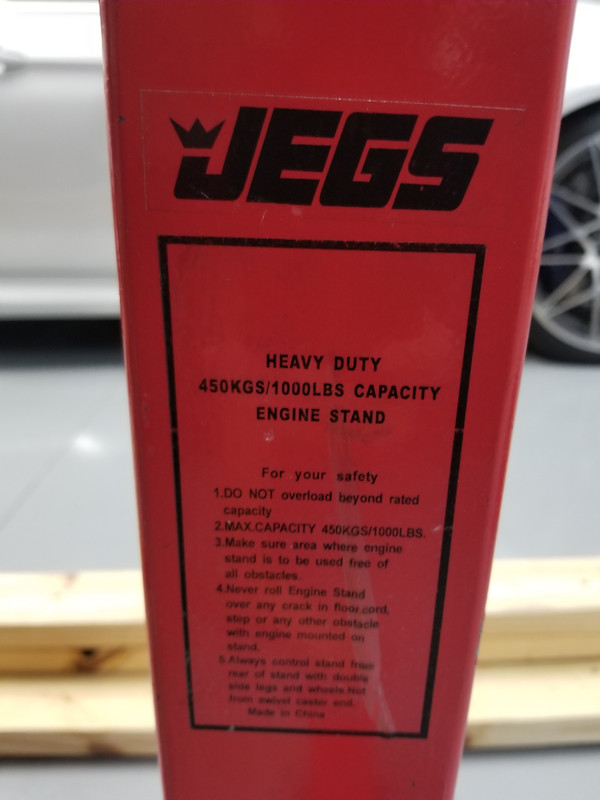 JEGS
HEAVY DUTY
450KGS/1000LBS CAPACITY
ENGINE STAND
For your safety
1.DO NOT overload beyond rated
capacity
2.MAX.CAPACITY 450KGS/1000LBS.
3.Make sure area where engine
stand is to be used free of
all obstacles.
4.Never roll Engine Stand
over any crack in floor,cord,
step or any other obstacle
with engine mounted on
stand.
5.Always control stand from
rear of stand with double
side legs and wheels.Not
from swivel caster end.
Made in China